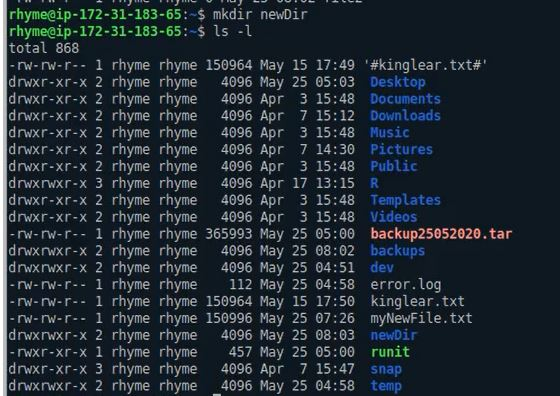 rhyme@ip-172-31-183-65:~$ mkdir newDir
rhyme@ip-172-31-183-65:~$ ls -l
total 868
-rw-rw-r-- 1 rhyme rhyme 150964 May 15 17:49 '#kinglear.txt#'
drwxr-xr-x 2 rhyme rhyme   4096 May 25 05:03 Desktop
drwxr-xr-x 2 rhyme rhyme   4096 Apr  3 15:48 Documents
drwxr-xr-x 2 rhyme rhyme   4096 Apr  7 15:12 Downloads
drwxr-xr-x 2 rhyme rhyme   4096 Apr  3 15:48 Music
drwxr-xr-x 2 rhyme rhyme   4096 Apr  7 14:30 Pictures
drwxr-xr-x 2 rhyme rhyme   4096 Apr  3 15:48 Public
drwxrwxr-x 3 rhyme rhyme   4096 Apr 17 13:15 R
drwxr-xr-x 2 rhyme rhyme   4096 Apr  3 15:48 Templates
drwxr-xr-x 2 rhyme rhyme   4096 Apr  3 15:48 Videos
-rw-rw-r-- 1 rhyme rhyme 365993 May 25 05:00 backup25052020.tar
drwxrwxr-x 2 rhyme rhyme   4096 May 25 08:02 backups
drwxrwxr-x 2 rhyme rhyme   4096 May 25 04:51 dev
-rw-rw-r-- 1 rhyme rhyme    112 May 25 04:58 error.log
-rw-rw-r-- 1 rhyme rhyme 150964 May 15 17:50 kinglear.txt
-rw-rw-r-- 1 rhyme rhyme 150996 May 25 07:26 myNewFile.txt
drwxrwxr-x 2 rhyme rhyme   4096 May 25 08:03 newDir
-rwxrwxr-x 1 rhyme rhyme    457 May 25 05:00 runit
drwxr-xr-x 3 rhyme rhyme   4096 Apr  7 15:47 snap
drwxrwxr-x 2 rhyme rhyme   4096 May 25 04:58 temp